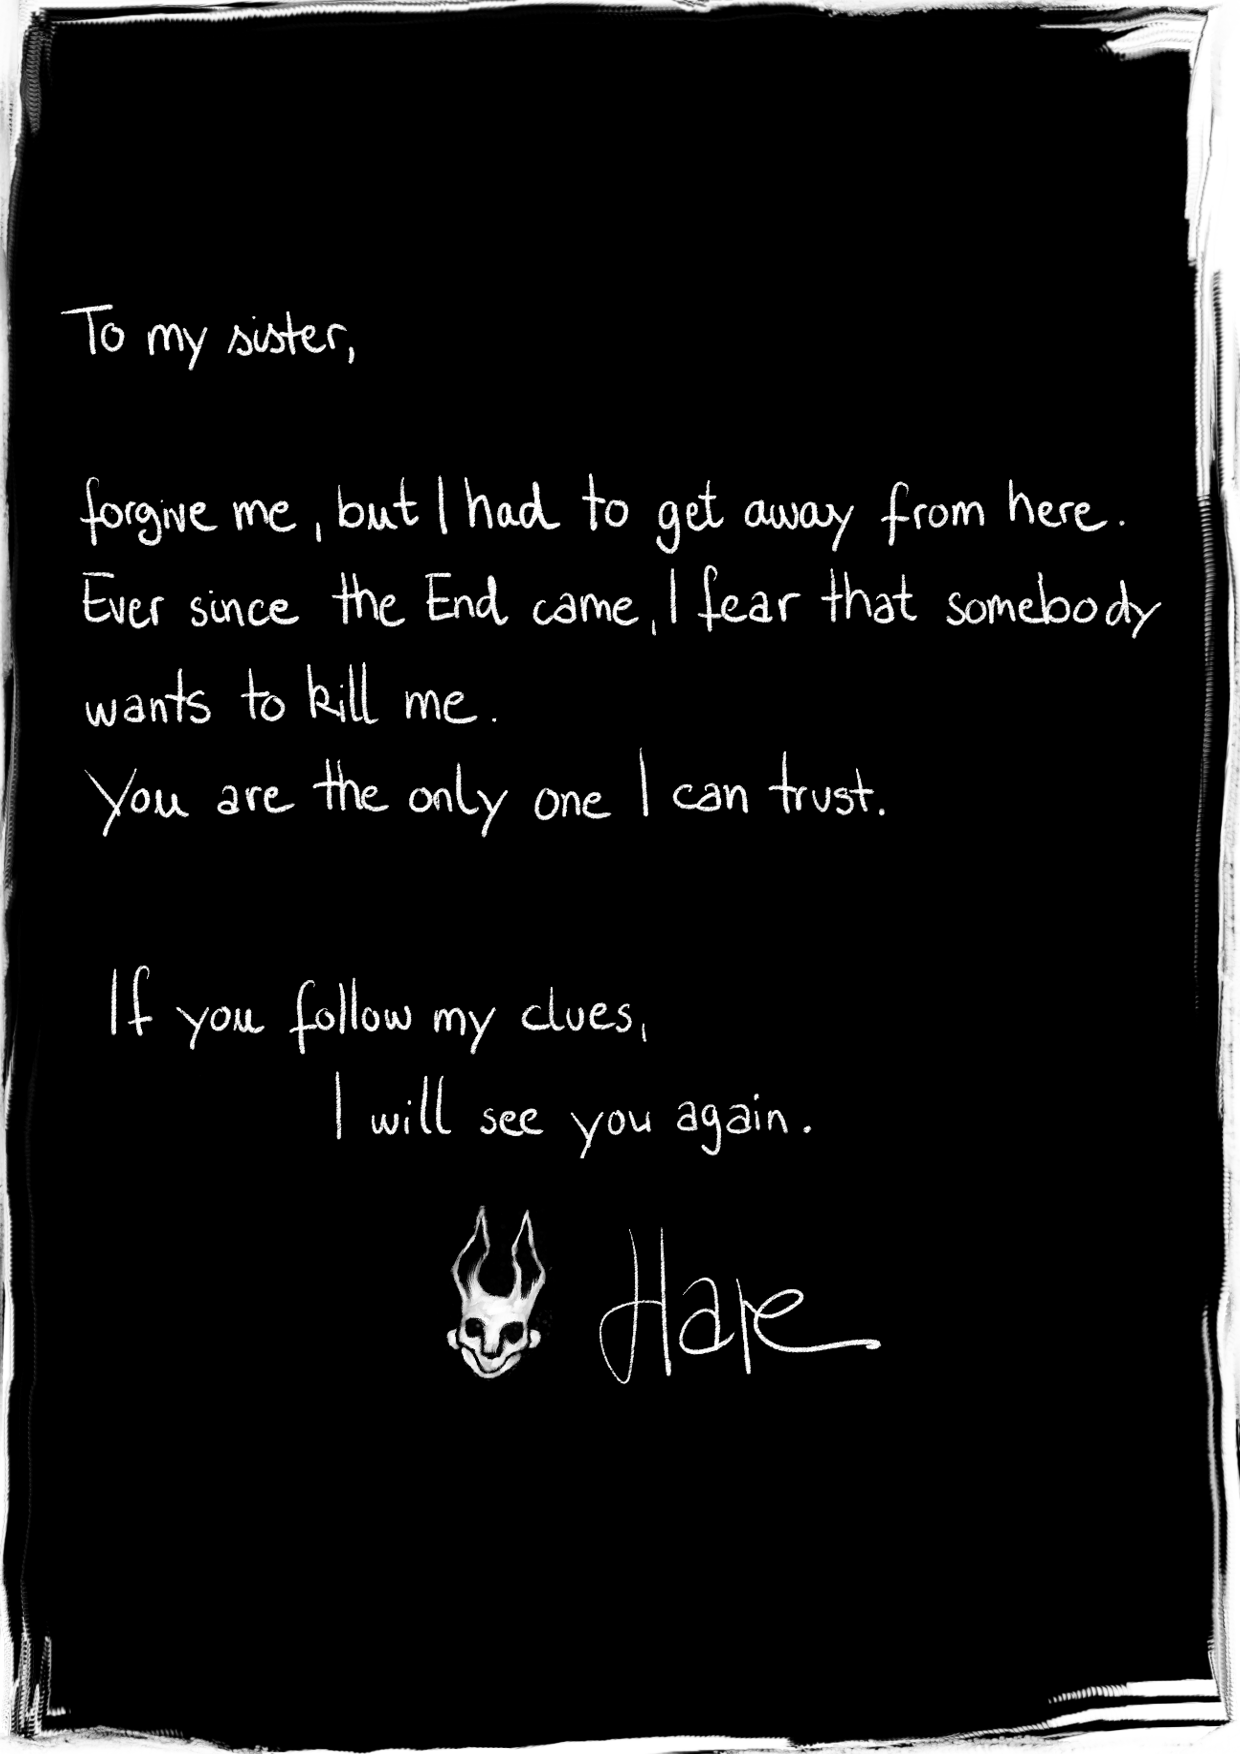 To my sister,
forgive me, but I had to get away from here.
Ever since the End came, I fear that somebody
wants to kill me.
You are the only one I can trust.
If you follow my clues,
I will see you again.
Hare